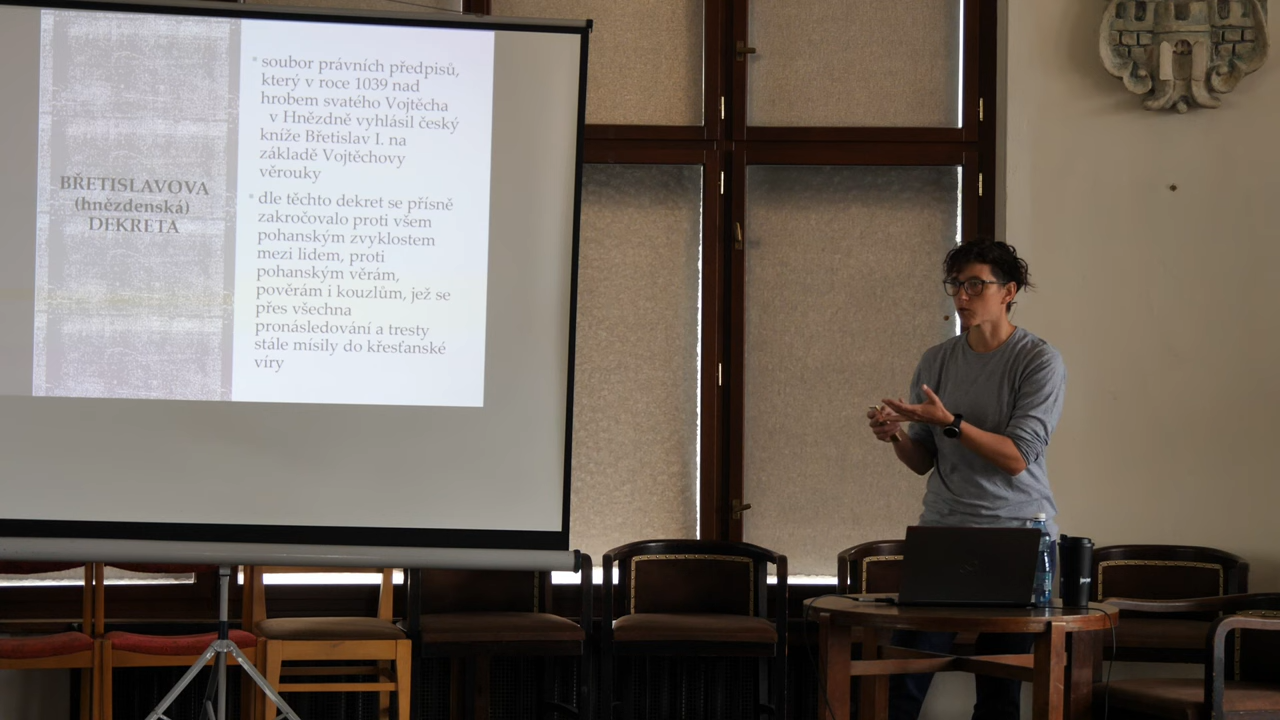 BŘETISLAVOVA
(hnězdenská)
DEKRETA
• soubor právních předpisů,
který v roce 1039 nad
hrobem svatého Vojtěcha
v Hnězdně vyhlásil český
kníže Břetislav I. na
základě Vojtěchovy
věrouky
• dle těchto dekret se přísně
zakročovalo proti všem
pohanským zvyklostem
mezi lidem, proti
pohanským věrám,
pověrám i kouzlům, jež se
přes všechna
pronásledování a tresty
stále mísily do křesťanské
víry